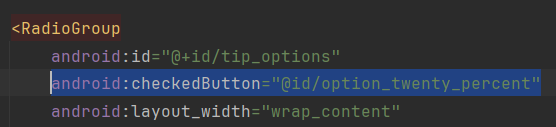 <RadioGroup
android:id="@+id/tip_options"
android:checkedButton="@id/option_twenty_percent"
android:layout_width="wrap_content"